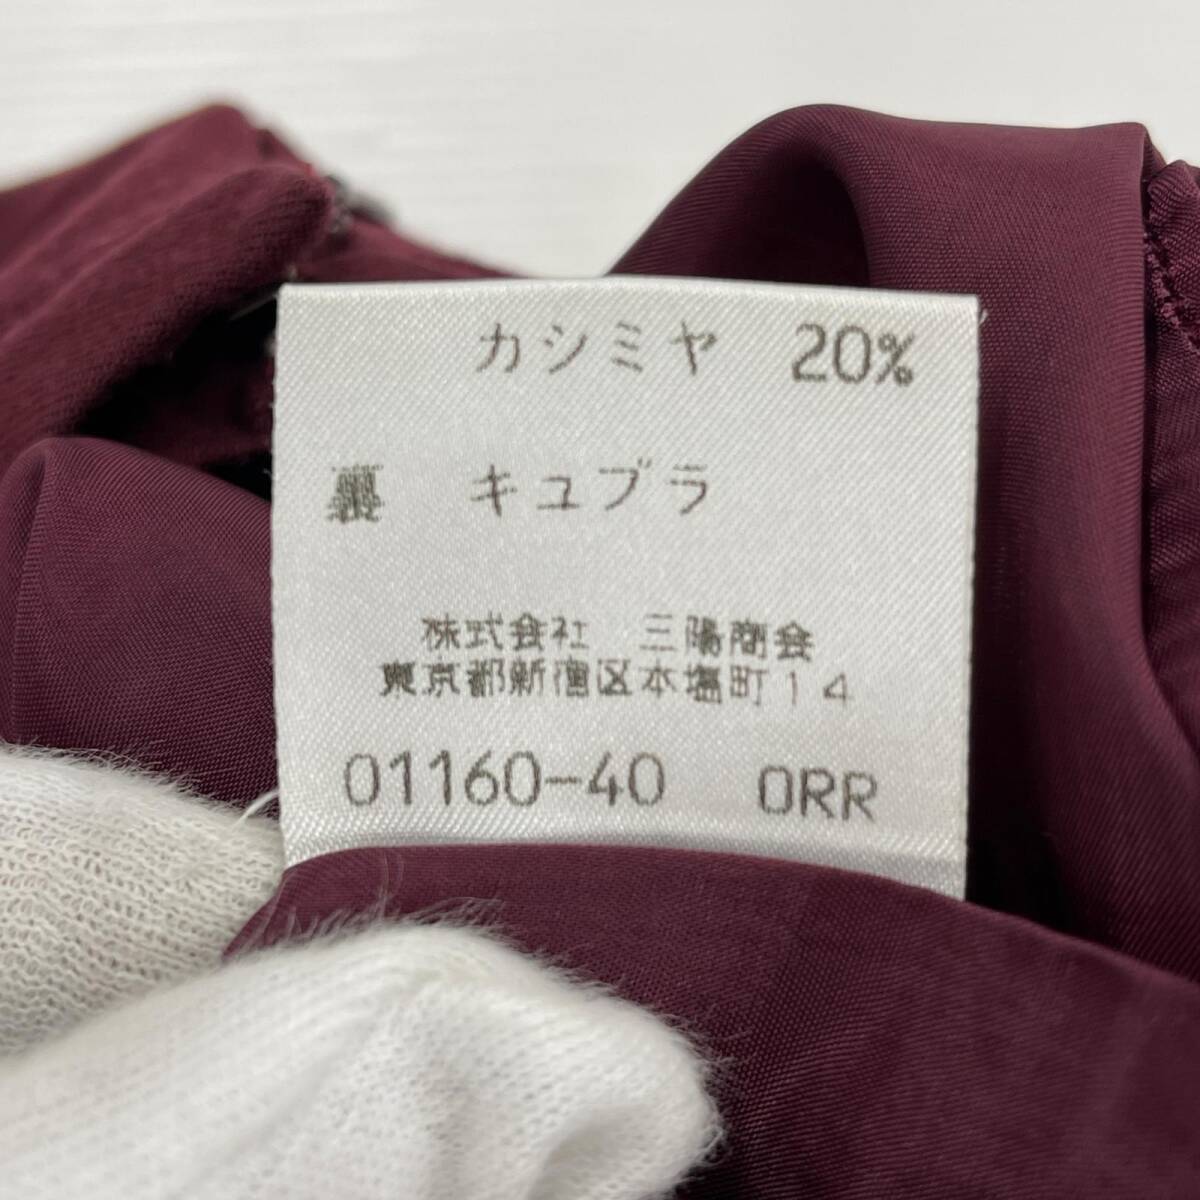 カシミヤ 20%
裏 キュプラ
株式会社 三陽商会
東京都新宿区本塩町14
01160-40 0RR